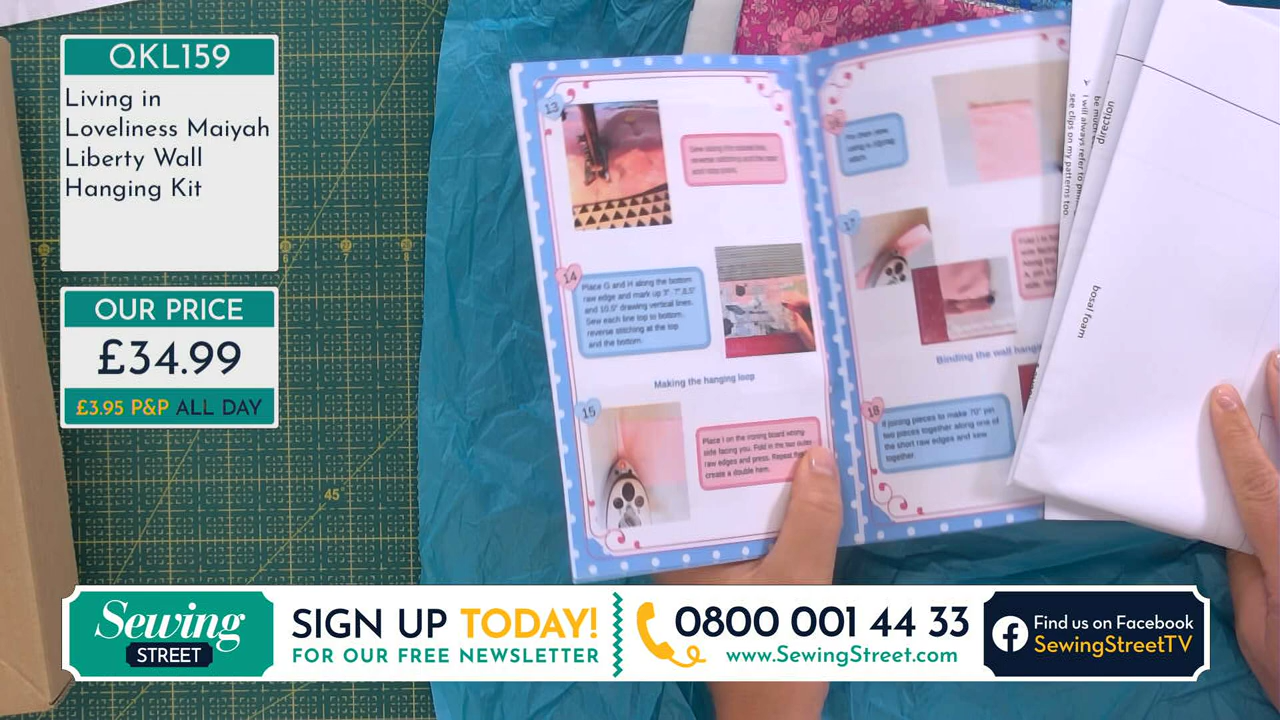 QKL159
Living in
Loveliness Maiyah
Liberty Wall
Hanging Kit
OUR PRICE
£34.99
£3.95 P&P ALL DAY
13
14
Place G and H along the bottom
raw edge and mark up 3" 7" 8.5"
and 10.5" drawing vertical lines.
Sew each line top to bottom,
reverse stitching at the top
and the bottom.
Making the hanging loop
15
Place I on the ironing board wrong
side facing you. Fold in the two outer
raw edges and press. Repeat
create a double hem.
17
Binding the wall
18
If joining pieces to make 70"
two pieces together along one of
the short raw edges and sew
together.
direction
I will always refer to
see clips on my patterns too.
bosal foam
45
Sewing
STREET
SIGN UP TODAY!
FOR OUR FREE NEWSLETTER
0800 001 44 33
www.SewingStreet.com
Find us on Facebook
SewingStreetTV